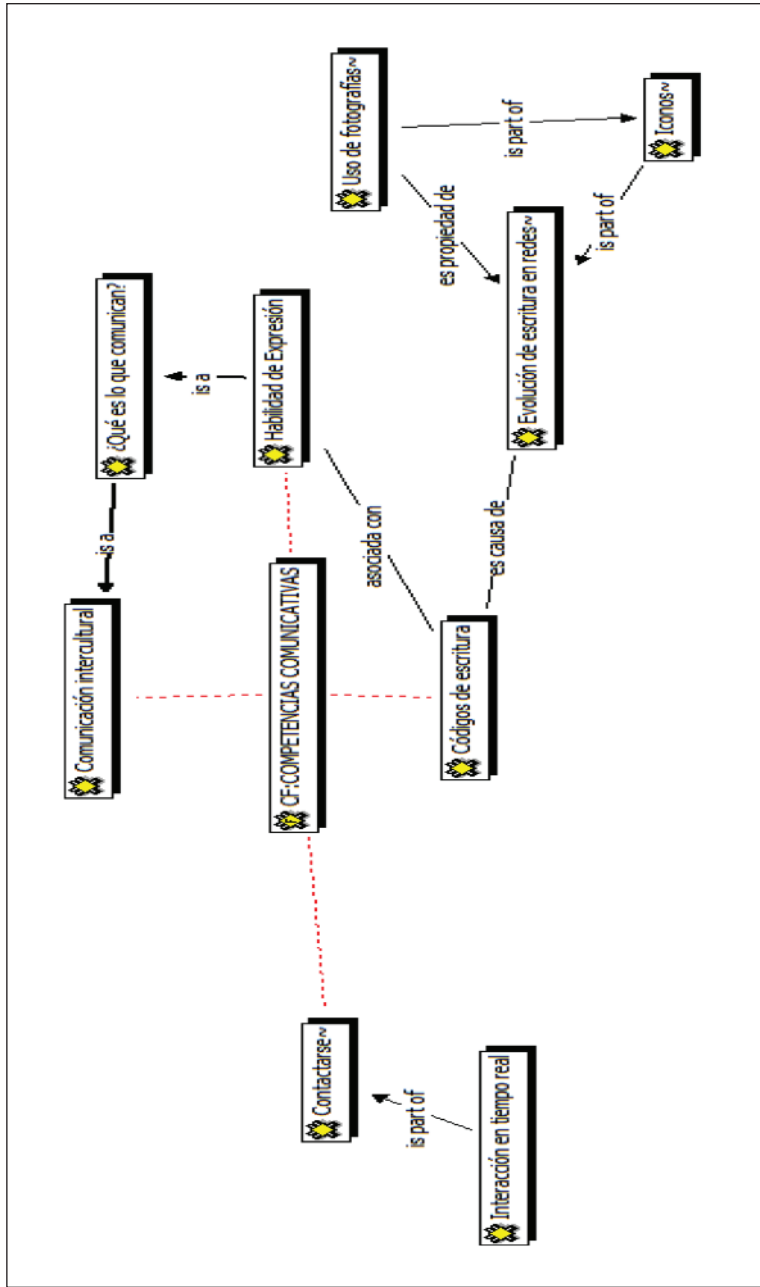 Comunicación intercultural
is a
¿Qué es lo que comunican?
is a
CF:COMPETENCIAS COMUNICATIVAS
Habilidad de Expresión
Contactarse~
Uso de fotografías~
asociada con
is part of
es propiedad de
Códigos de escritura
Interacción en tiempo real
es causa de
Evolución de escritura en redes~
is part of
is part of
Iconos~